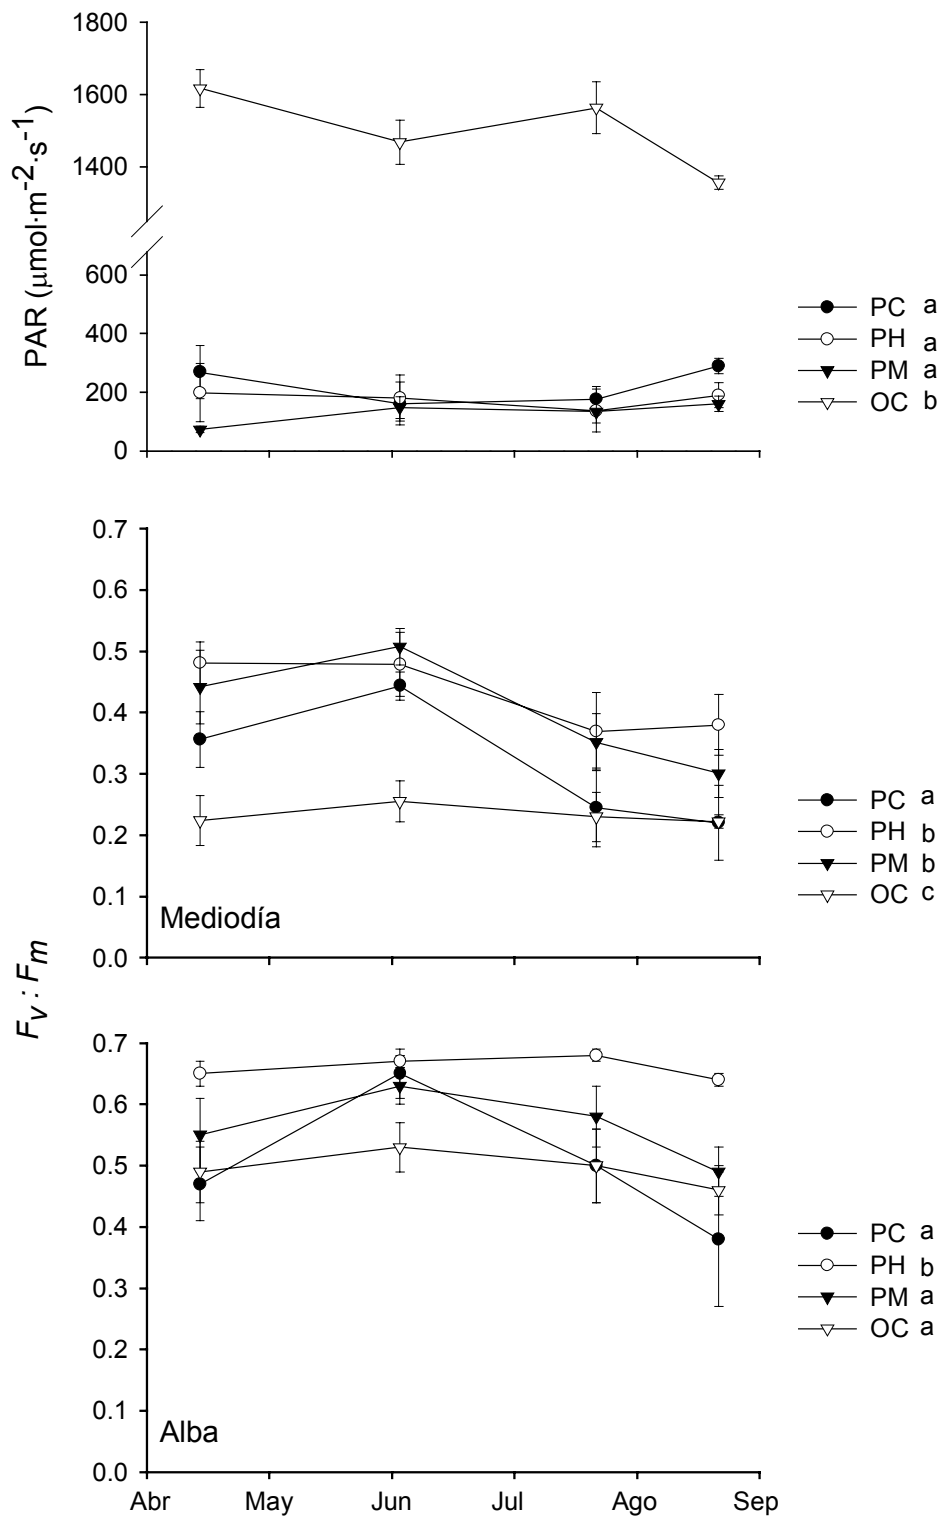 PAR (μmol·m⁻²·s⁻¹)
1800
1600
1400
600
400
200
0
PC a
PH a
PM a
OC b
Fv : Fm
0.7
0.6
0.5
0.4
0.3
0.2
0.1
0.0
Mediodía
PC a
PH b
PM b
OC c
0.7
0.6
0.5
0.4
0.3
0.2
0.1
0.0
Alba
PC a
PH b
PM a
OC a
Abr May Jun Jul Ago Sep